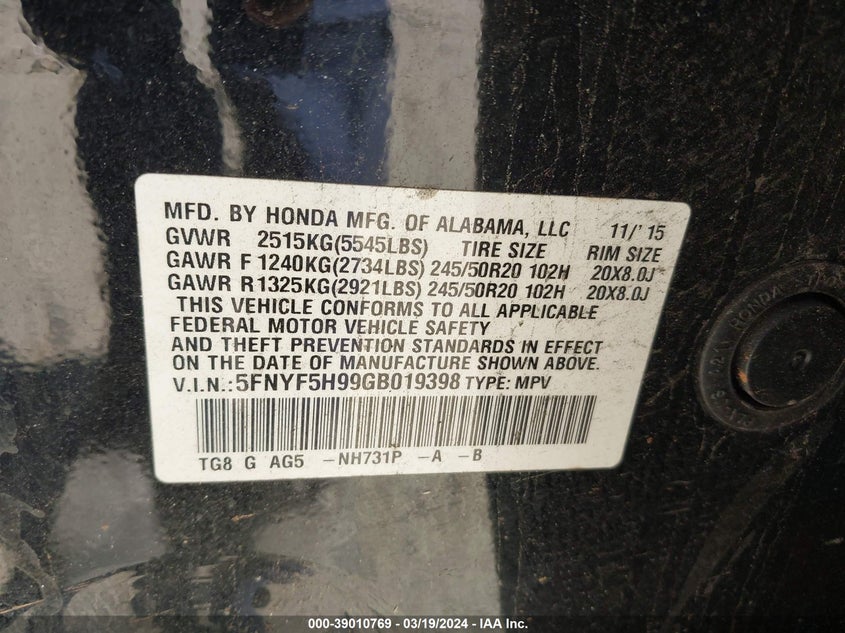 MFD. BY HONDA MFG. OF ALABAMA, LLC 11/'15
GVWR 2515KG(5545LBS) TIRE SIZE RIM SIZE
GAWR F 1240KG(2734LBS) 245/50R20 102H 20X8.0J
GAWR R 1325KG(2921LBS) 245/50R20 102H 20X8.0J
THIS VEHICLE CONFORMS TO ALL APPLICABLE
FEDERAL MOTOR VEHICLE SAFETY
AND THEFT PREVENTION STANDARDS IN EFFECT
ON THE DATE OF MANUFACTURE SHOWN ABOVE.
V.I.N.:5FNYF5H99GB019398 TYPE: MPV
TG8 G AG5 -NH731P -A -B
HONDA
000-39010769 - 03/19/2024 - IAA Inc.